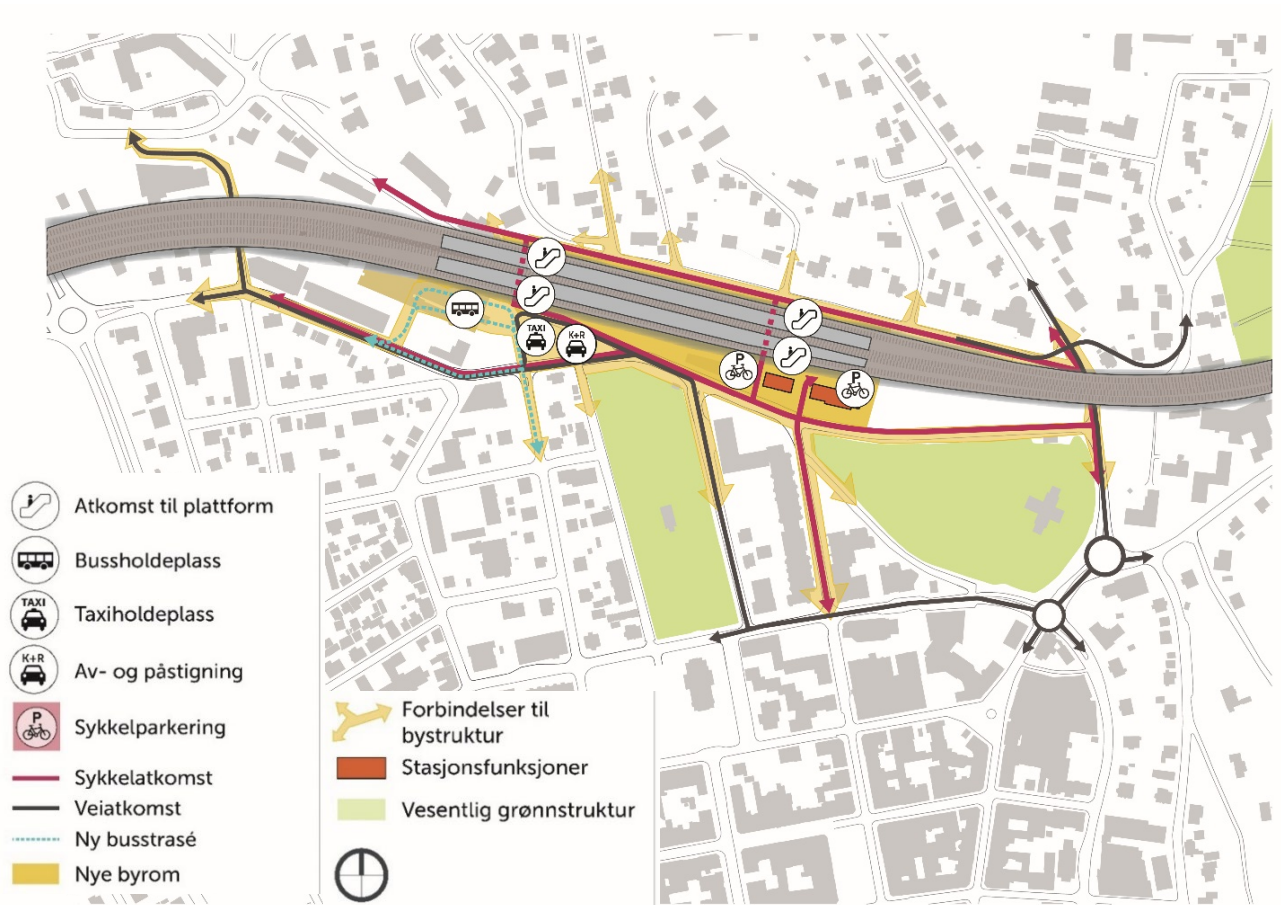 TAXI
K+R
P
P
Atkomst til plattform
Bussholdeplass
TAXI
Taxiholdeplass
K+R
Av- og påstigning
P
Sykkelparkering
Sykkelatkomst
Veiatkomst
Ny busstrasé
Nye byrom
Forbindelser til
bystruktur
Stasjonsfunksjoner
Vesentlig grønnstruktur